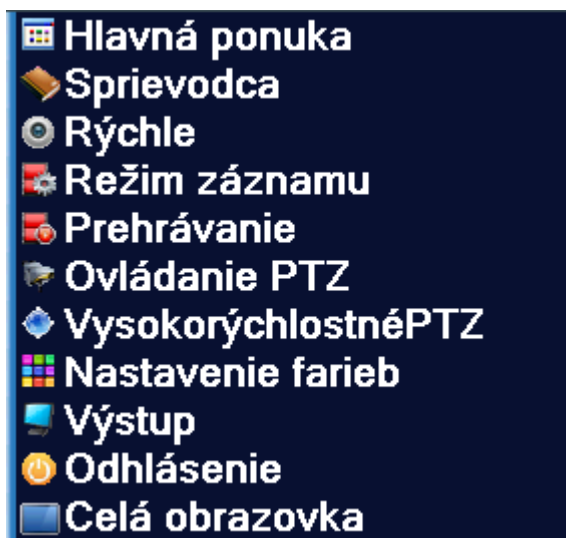 Hlavná ponuka
Sprievodca
Rýchle
Režim záznamu
Prehrávanie
Ovládanie PTZ
VysokorýchlostnéPTZ
Nastavenie farieb
Výstup
Odhlásenie
Celá obrazovka